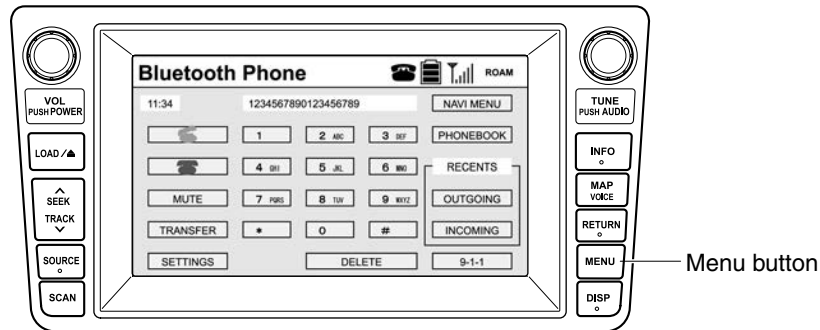 Bluetooth Phone ROAM
11:34 1234567890123456789 NAVI MENU
1 2 ABC 3 DEF PHONEBOOK
4 GHI 5 JKL 6 MNO RECENTS
MUTE 7 PQRS 8 TUV 9 WXYZ OUTGOING
TRANSFER * 0 # INCOMING
SETTINGS DELETE 9-1-1
VOL
PUSH POWER
LOAD /
SEEK
TRACK
SOURCE
SCAN
TUNE
PUSH AUDIO
INFO
MAP
VOICE
RETURN
MENU
DISP
Menu button